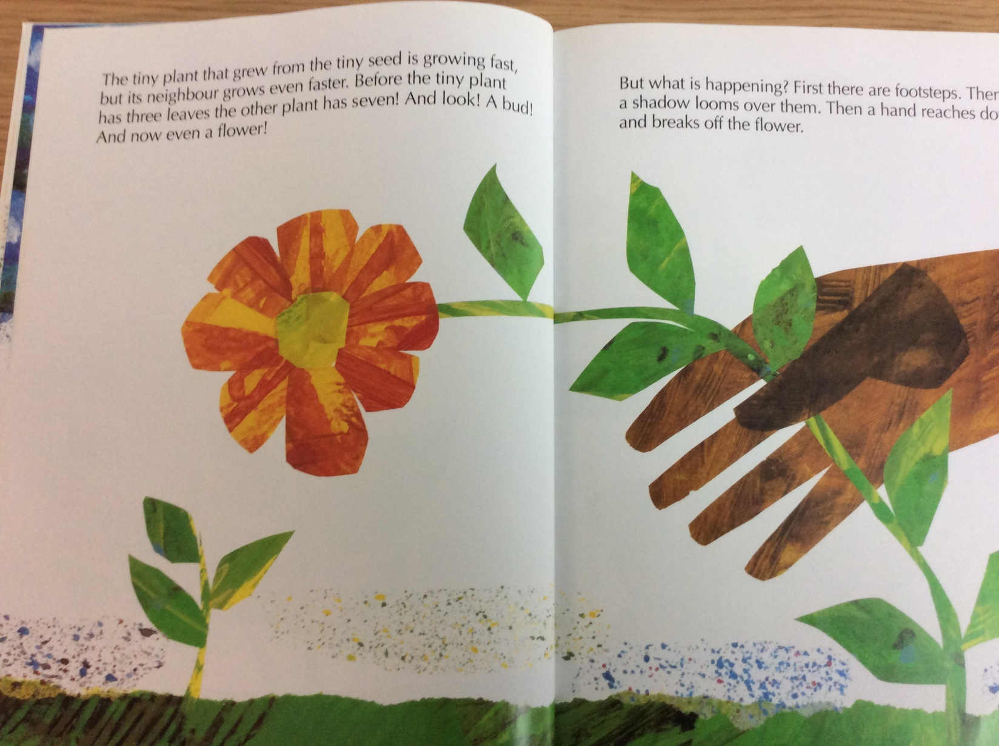 The tiny plant that grew from the tiny seed is growing fast,
but its neighbour grows even faster. Before the tiny plant
has three leaves the other plant has seven! And look! A bud!
And now even a flower!
But what is happening? First there are footsteps.
a shadow looms over them. Then a hand reaches
and breaks off the flower.